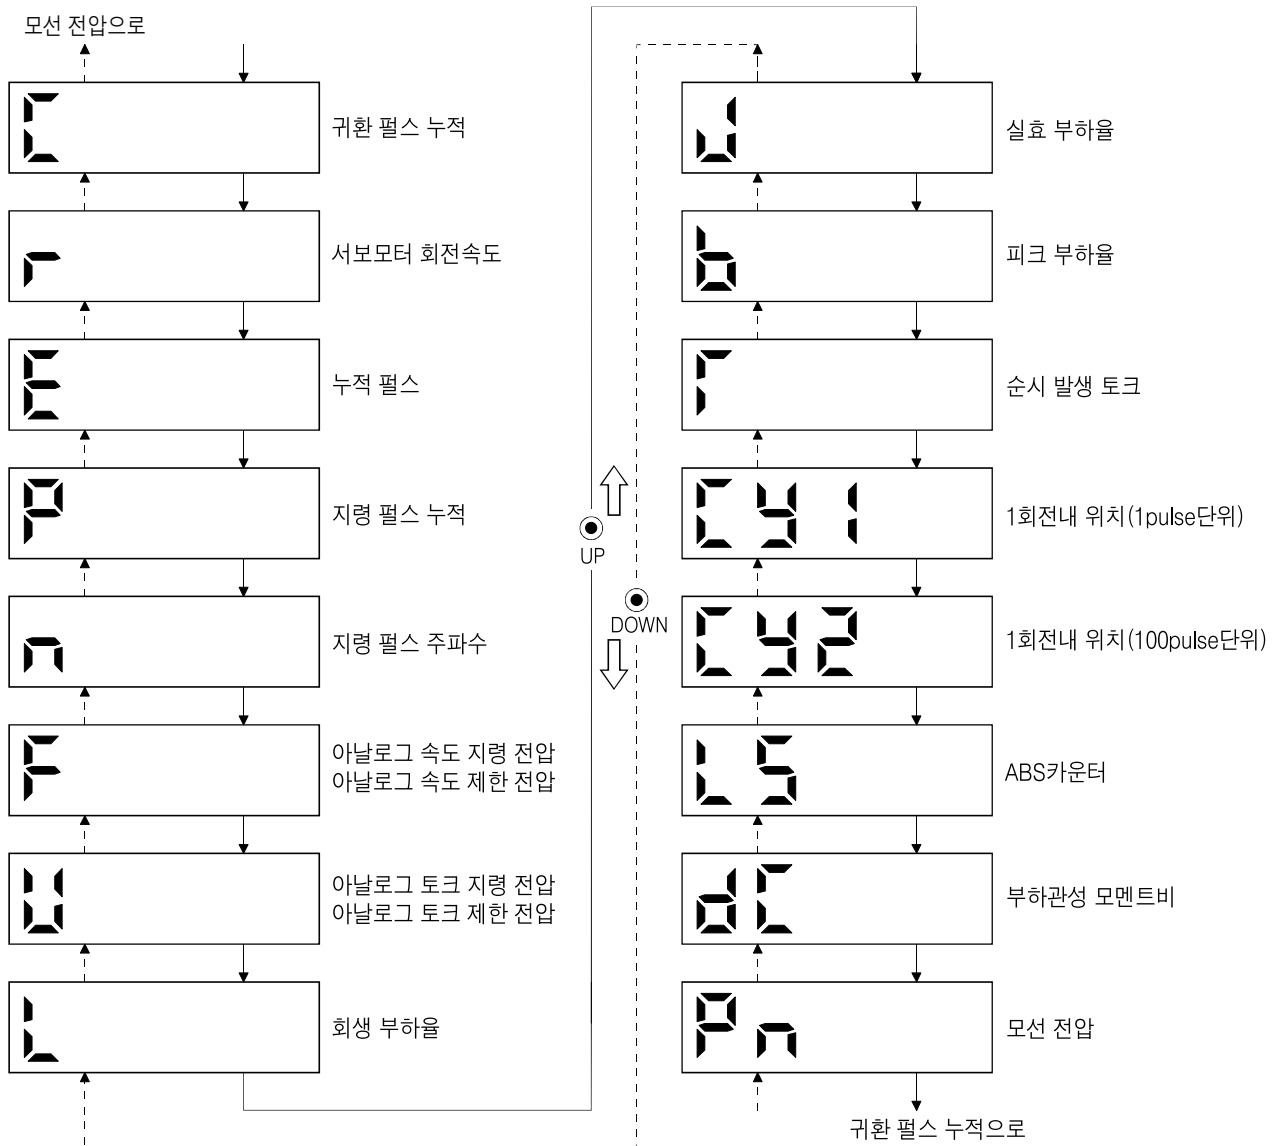 모선 전압으로
C
귀환 펄스 누적
r
서보모터 회전속도
E
누적 펄스
P
지령 펄스 누적
n
지령 펄스 주파수
F
아날로그 속도 지령 전압
아날로그 속도 제한 전압
U
아날로그 토크 지령 전압
아날로그 토크 제한 전압
L
회생 부하율
UP
DOWN
J
실효 부하율
b
피크 부하율
T
순시 발생 토크
Cy1
1회전내 위치(1pulse단위)
Cy2
1회전내 위치(100pulse단위)
LS
ABS카운터
dC
부하관성 모멘트비
Pn
모선 전압
귀환 펄스 누적으로